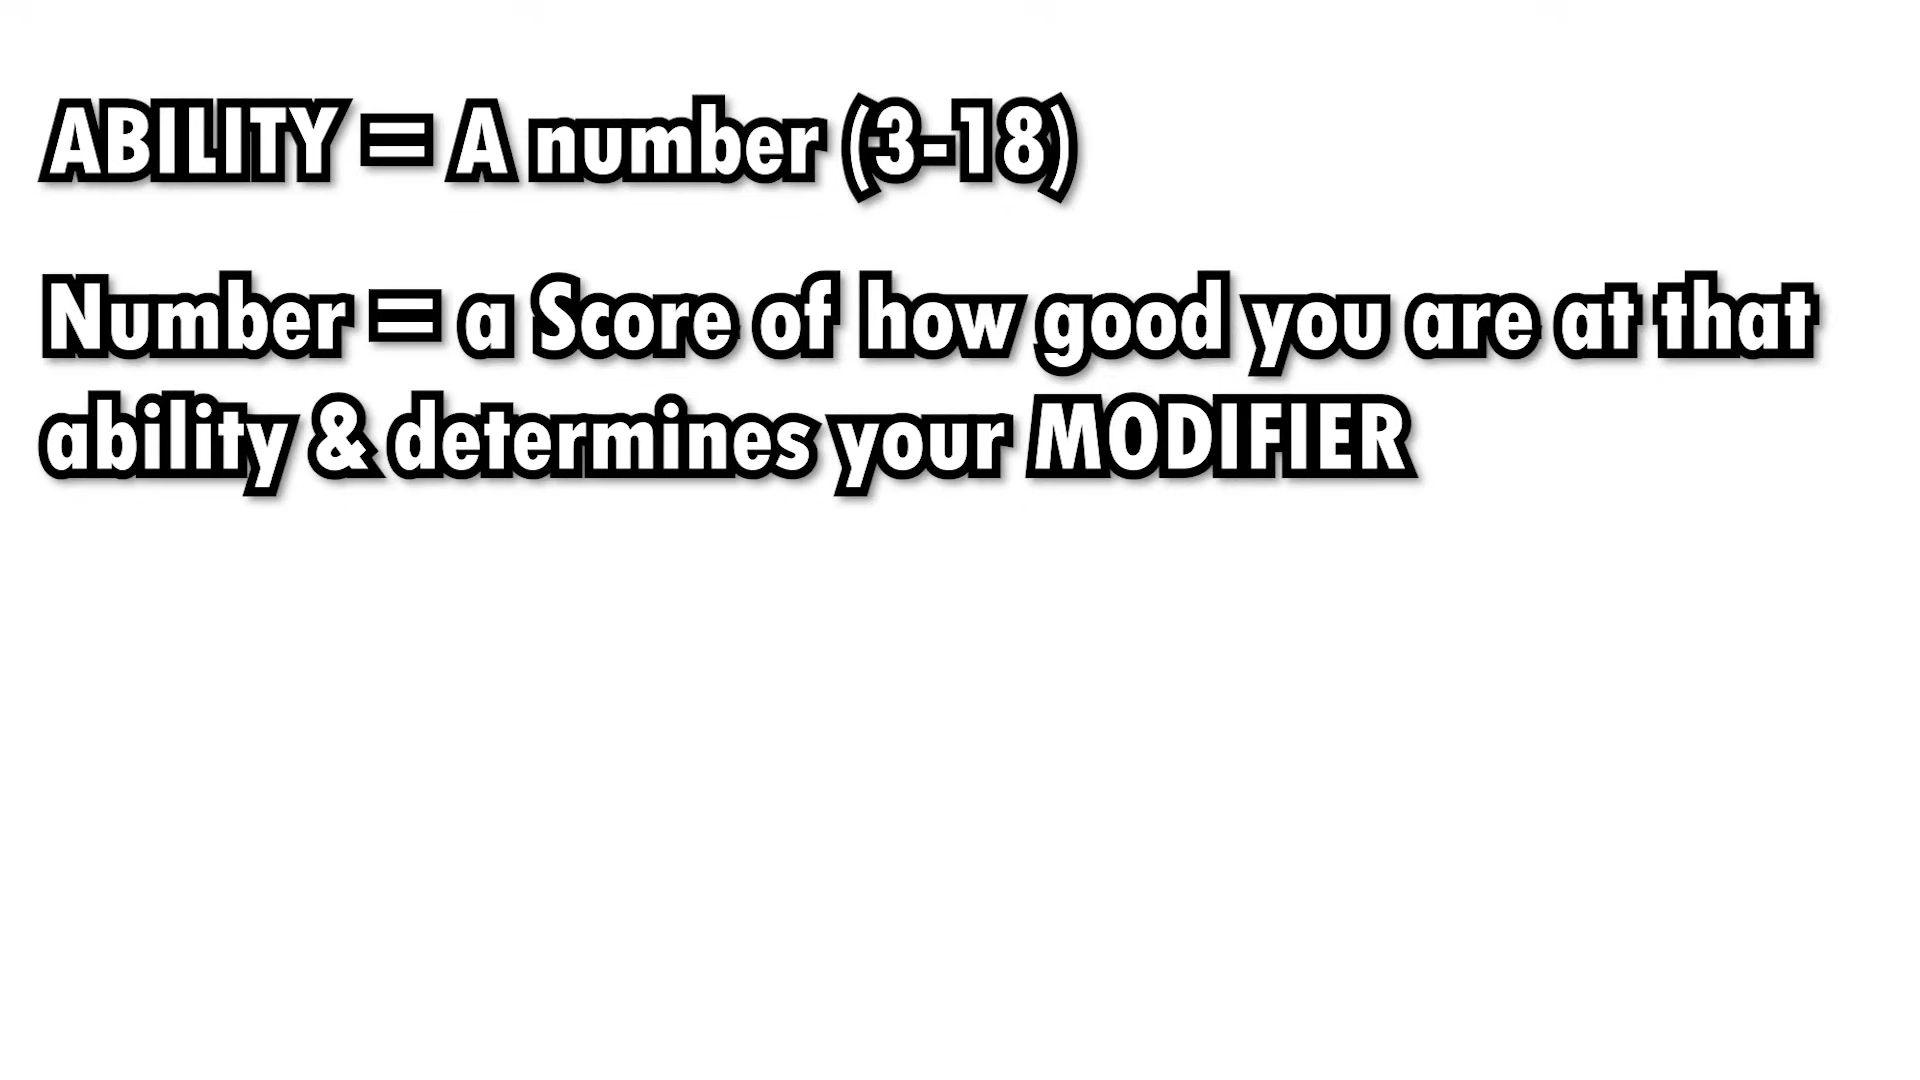 ABILITY = A number (3-18)
Number = a Score of how good you are at that
ability & determines your MODIFIER